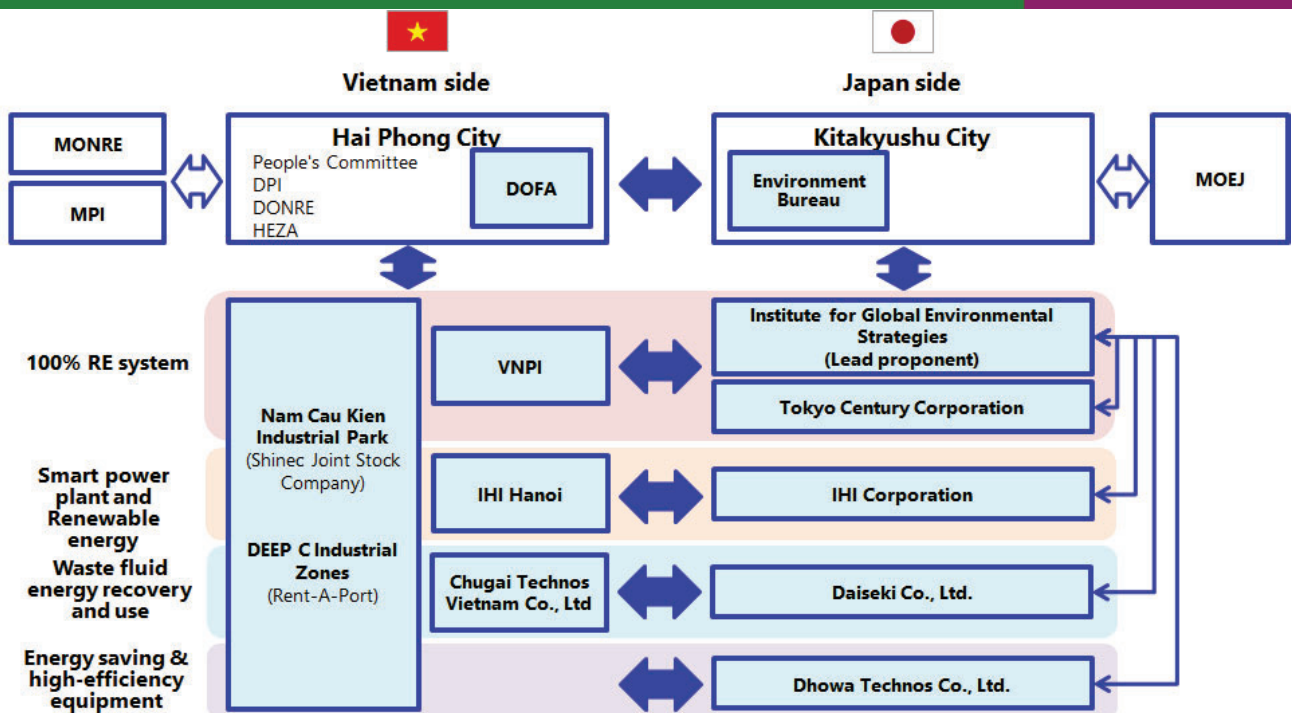 Vietnam side
Japan side
MONRE
MPI
Hai Phong City
People's Committee
DPI
DONRE
HEZA
DOFA
Kitakyushu City
Environment
Bureau
MOEJ
100% RE system
Nam Cau Kien
Industrial Park
(Shinec Joint Stock
Company)
DEEP C Industrial
Zones
(Rent-A-Port)
VNPI
Institute for Global Environmental
Strategies
(Lead proponent)
Tokyo Century Corporation
Smart power
plant and
Renewable
energy
IHI Hanoi
IHI Corporation
Waste fluid
energy recovery
and use
Chugai Technos
Vietnam Co., Ltd
Daiseki Co., Ltd.
Energy saving &
high-efficiency
equipment
Dhowa Technos Co., Ltd.